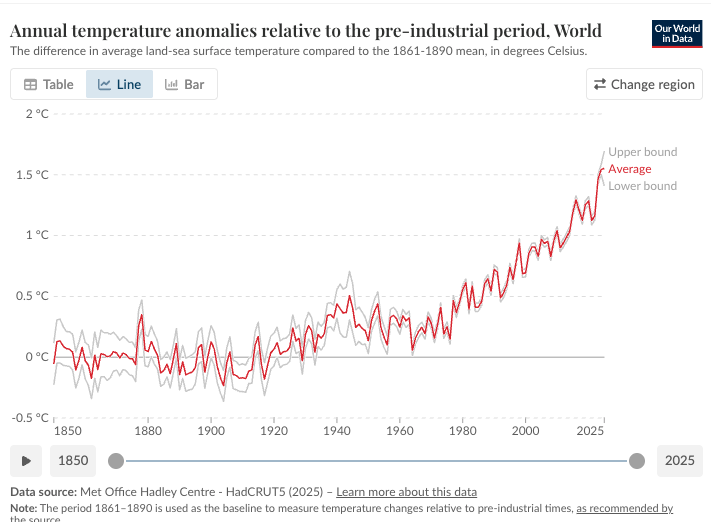 Annual temperature anomalies relative to the pre-industrial period, World
The difference in average land-sea surface temperature compared to the 1861-1890 mean, in degrees Celsius.
Our World
in Data
Table
Line
Bar
Change region
2 °C
1.5 °C
1 °C
0.5 °C
0 °C
-0.5 °C
Upper bound
Average
Lower bound
1850
1880
1900
1920
1940
1960
1980
2000
2025
1850
2025
Data source: Met Office Hadley Centre - HadCRUT5 (2025) – Learn more about this data
Note: The period 1861–1890 is used as the baseline to measure temperature changes relative to pre-industrial times, as recommended by
the source